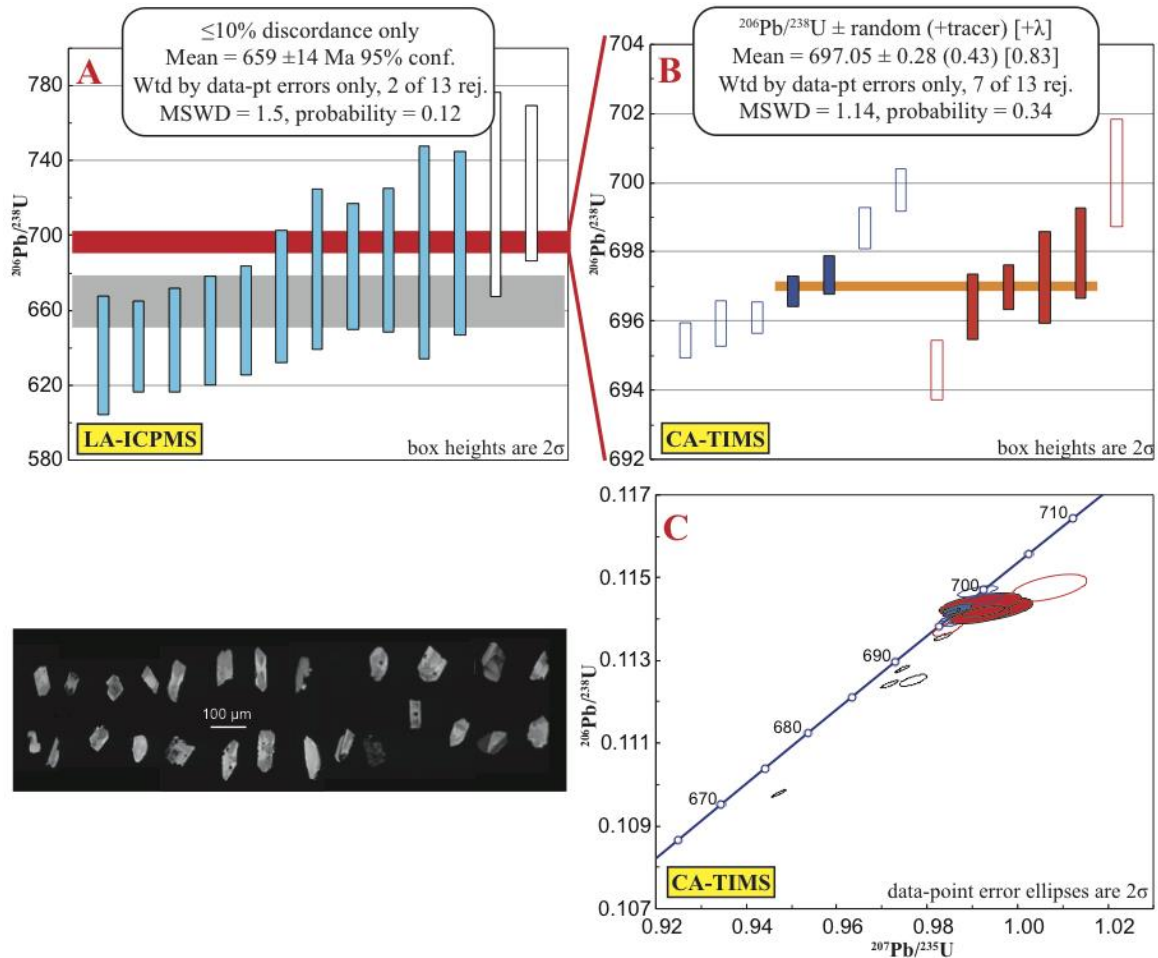 A
≤10% discordance only
Mean = 659 ±14 Ma 95% conf.
Wtd by data-pt errors only, 2 of 13 rej.
MSWD = 1.5, probability = 0.12
780
740
700
660
620
580
²⁰⁶Pb/²³⁸U
LA-ICPMS
box heights are 2σ
B
²⁰⁶Pb/²³⁸U ± random (+tracer) [+λ]
Mean = 697.05 ± 0.28 (0.43) [0.83]
Wtd by data-pt errors only, 7 of 13 rej.
MSWD = 1.14, probability = 0.34
704
702
700
698
696
694
692
²⁰⁶Pb/²³⁸U
CA-TIMS
box heights are 2σ
100 µm
C
0.117
0.115
0.113
0.111
0.109
0.107
²⁰⁶Pb/²³⁸U
710
700
690
680
670
CA-TIMS
data-point error ellipses are 2σ
0.92
0.94
0.96
0.98
1.00
1.02
²⁰⁷Pb/²³⁵U